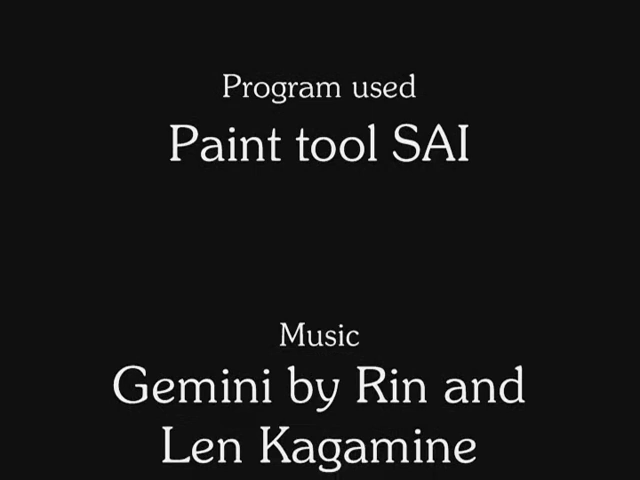 Program used
Paint tool SAI
Music
Gemini by Rin and
Len Kagamine